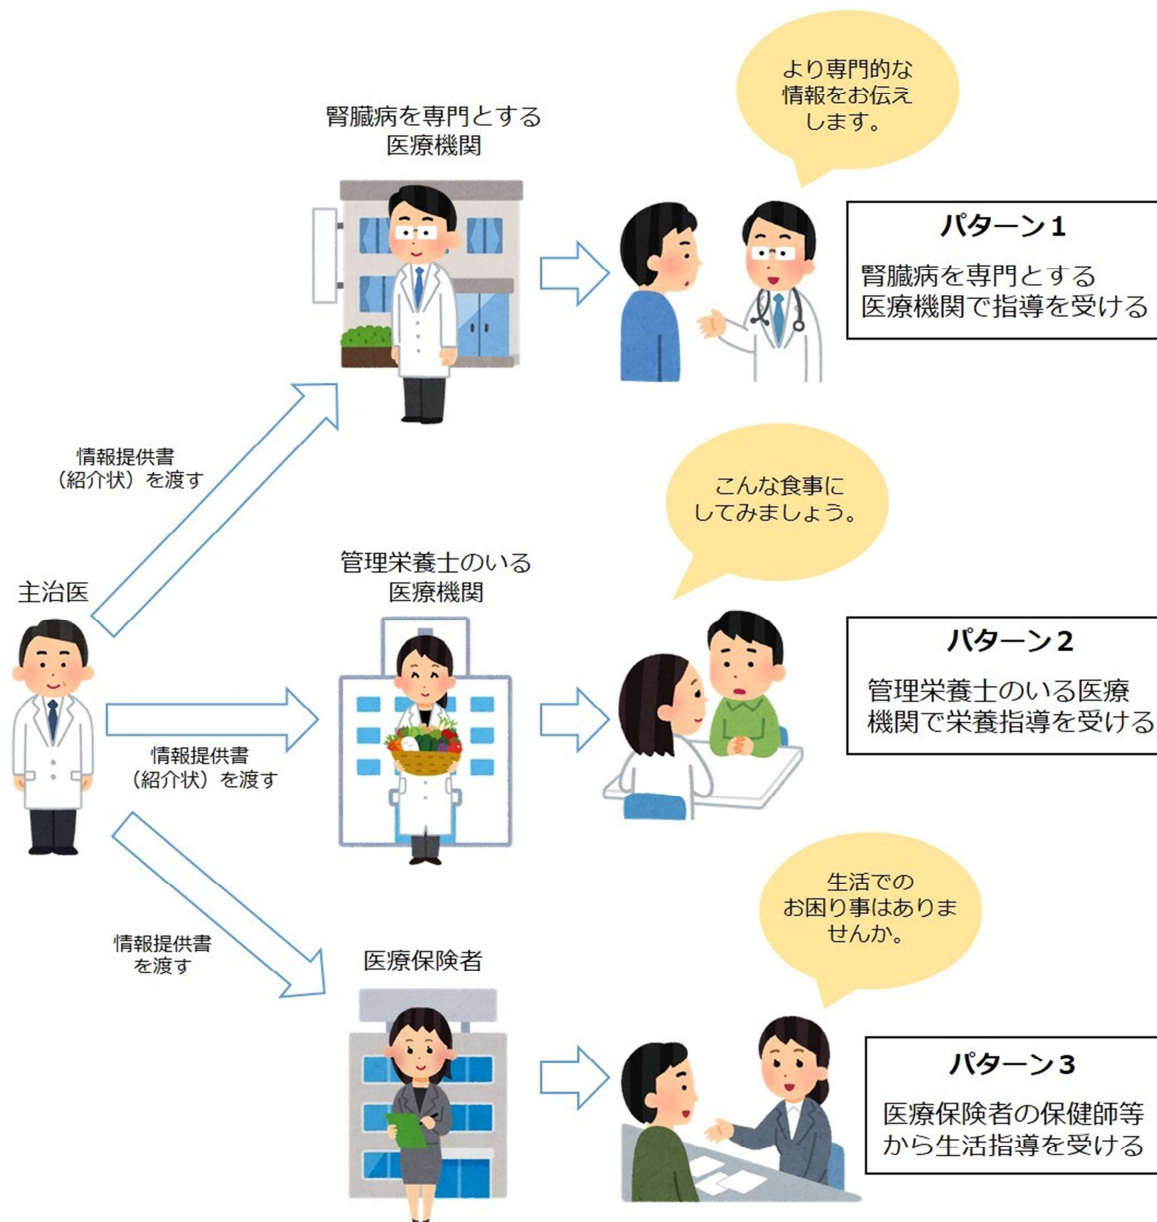 より専門的な
情報をお伝え
します。
腎臓病を専門とする
医療機関
パターン１
腎臓病を専門とする
医療機関で指導を受ける
情報提供書
（紹介状）を渡す
こんな食事に
してみましょう。
管理栄養士のいる
医療機関
主治医
パターン２
管理栄養士のいる医療
機関で栄養指導を受ける
情報提供書
（紹介状）を渡す
生活での
お困り事はありま
せんか。
情報提供書
を渡す
医療保険者
パターン３
医療保険者の保健師等
から生活指導を受ける